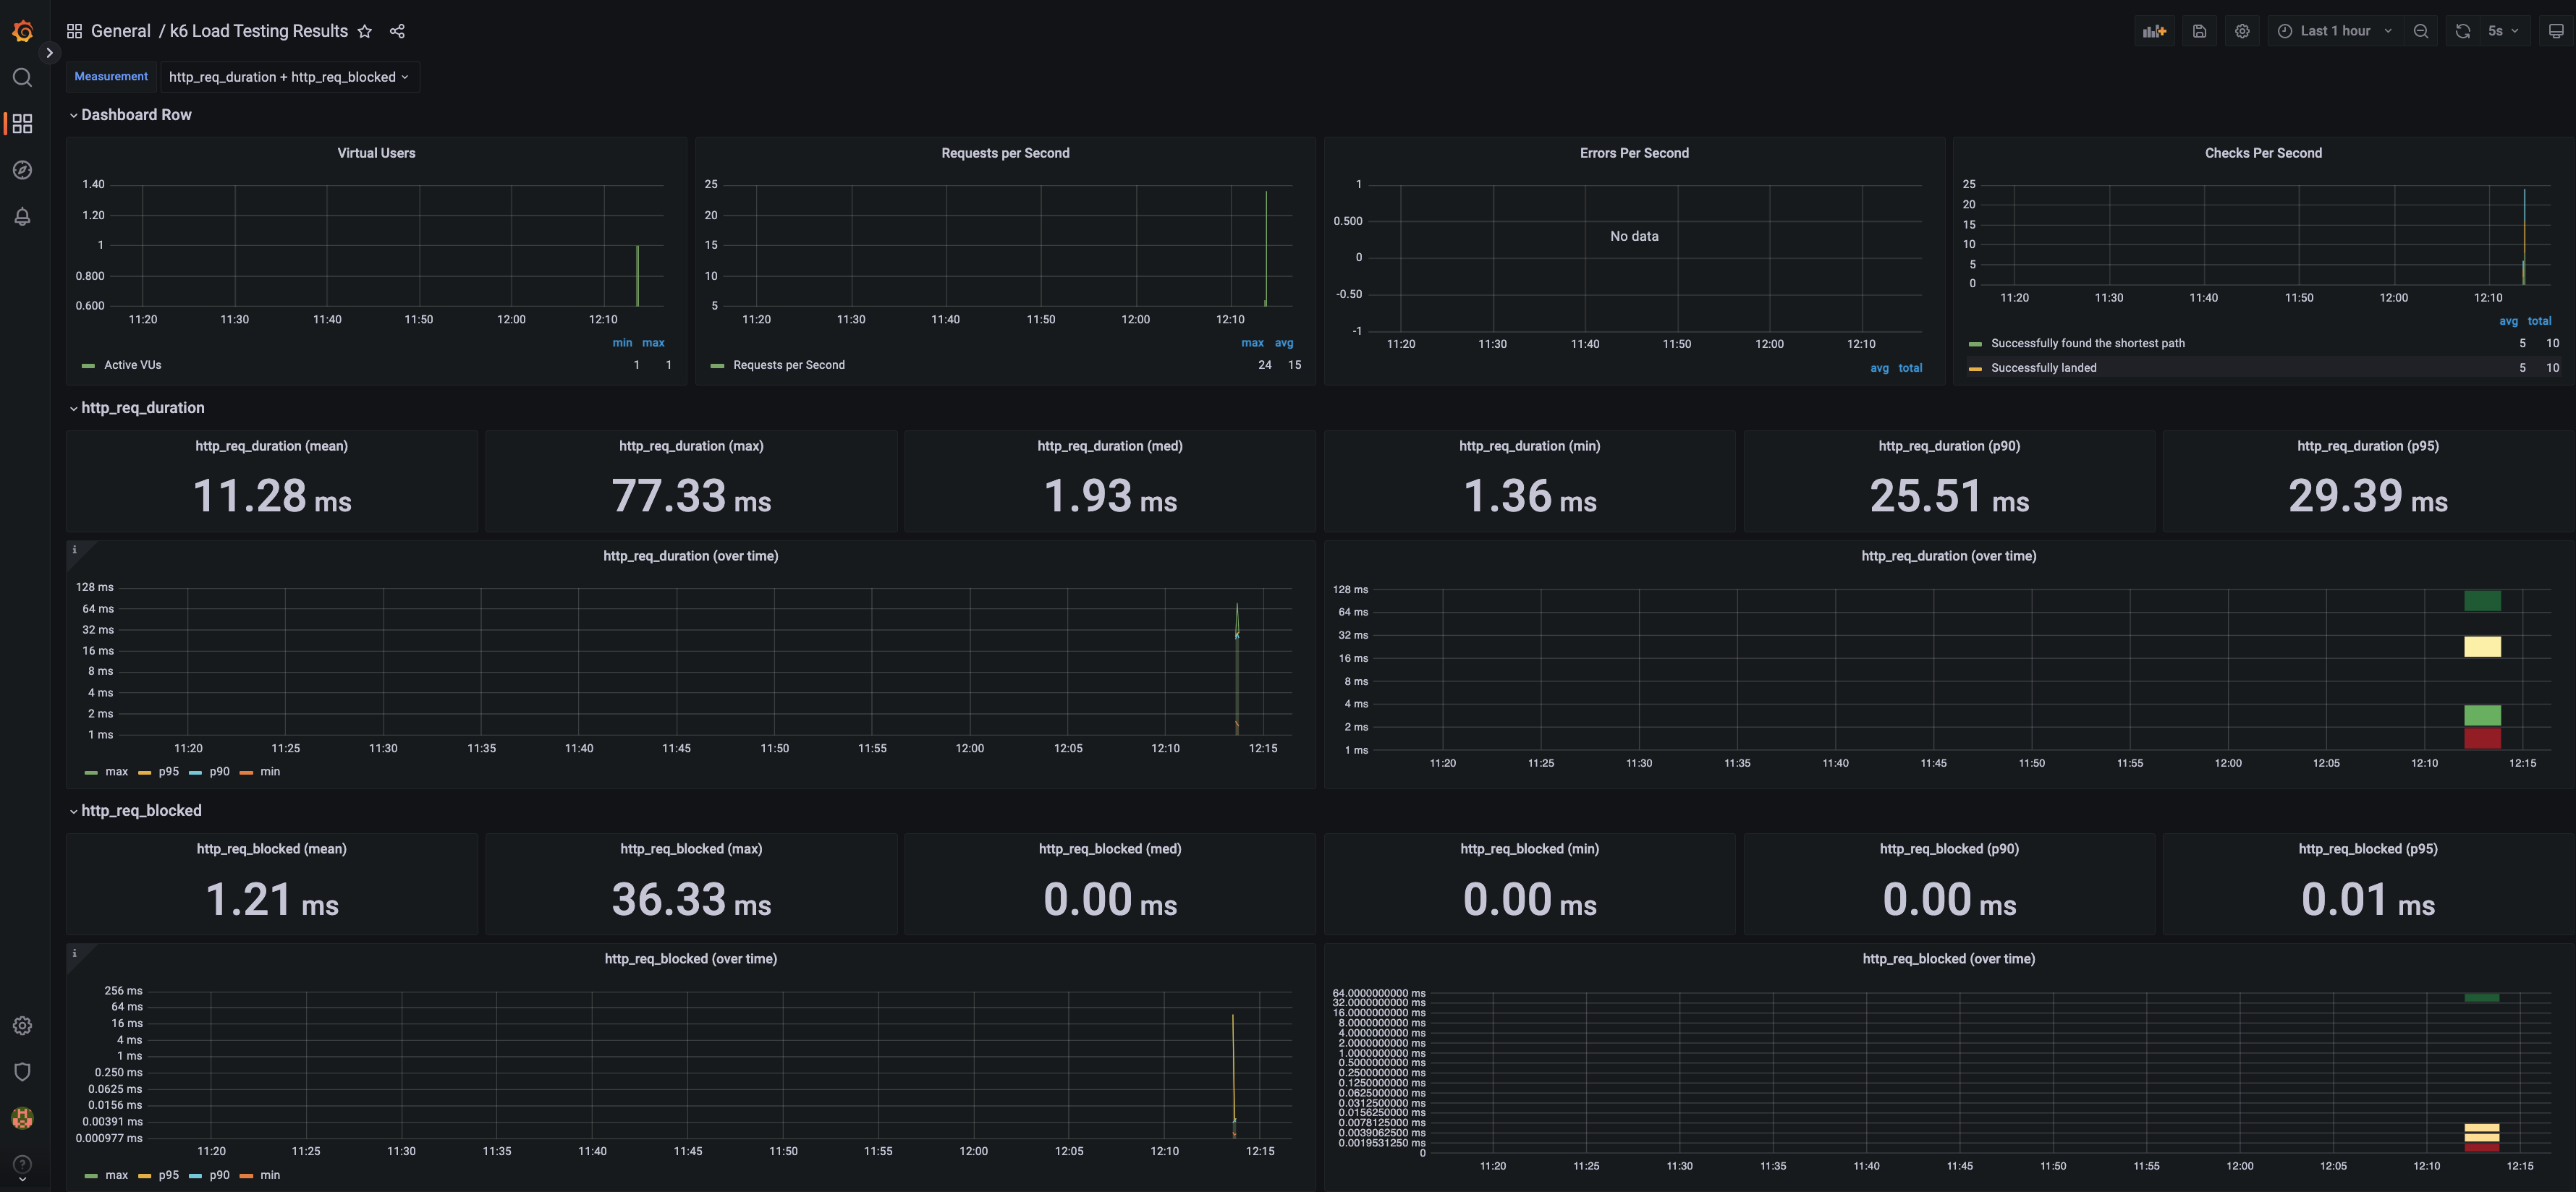 General / k6 Load Testing Results
Last 1 hour
5s
Measurement
http_req_duration + http_req_blocked
Dashboard Row
Virtual Users
1.40
1.20
1
0.800
0.600
11:20 11:30 11:40 11:50 12:00 12:10
min max
Active VUs 1 1
Requests per Second
25
20
15
10
5
11:20 11:30 11:40 11:50 12:00 12:10
max avg
Requests per Second 24 15
Errors Per Second
1
0.500
No data
0
-0.50
-1
11:20 11:30 11:40 11:50 12:00 12:10
avg total
Checks Per Second
25
20
15
10
5
0
11:20 11:30 11:40 11:50 12:00 12:10
avg total
Successfully found the shortest path 5 10
Successfully landed 5 10
http_req_duration
http_req_duration (mean)
11.28 ms
http_req_duration (max)
77.33 ms
http_req_duration (med)
1.93 ms
http_req_duration (min)
1.36 ms
http_req_duration (p90)
25.51 ms
http_req_duration (p95)
29.39 ms
i
http_req_duration (over time)
128 ms
64 ms
32 ms
16 ms
8 ms
4 ms
2 ms
1 ms
11:20 11:25 11:30 11:35 11:40 11:45 11:50 11:55 12:00 12:05 12:10 12:15
max p95 p90 min
http_req_duration (over time)
128 ms
64 ms
32 ms
16 ms
8 ms
4 ms
2 ms
1 ms
11:20 11:25 11:30 11:35 11:40 11:45 11:50 11:55 12:00 12:05 12:10 12:15
http_req_blocked
http_req_blocked (mean)
1.21 ms
http_req_blocked (max)
36.33 ms
http_req_blocked (med)
0.00 ms
http_req_blocked (min)
0.00 ms
http_req_blocked (p90)
0.00 ms
http_req_blocked (p95)
0.01 ms
i
http_req_blocked (over time)
256 ms
64 ms
16 ms
4 ms
1 ms
0.250 ms
0.0625 ms
0.0156 ms
0.00391 ms
0.000977 ms
11:20 11:25 11:30 11:35 11:40 11:45 11:50 11:55 12:00 12:05 12:10 12:15
max p95 p90 min
http_req_blocked (over time)
64.0000000000 ms
32.0000000000 ms
16.0000000000 ms
8.0000000000 ms
4.0000000000 ms
2.0000000000 ms
1.0000000000 ms
0.5000000000 ms
0.2500000000 ms
0.1250000000 ms
0.0625000000 ms
0.0312500000 ms
0.0156250000 ms
0.0078125000 ms
0.0039062500 ms
0.0019531250 ms
0
11:20 11:25 11:30 11:35 11:40 11:45 11:50 11:55 12:00 12:05 12:10 12:15